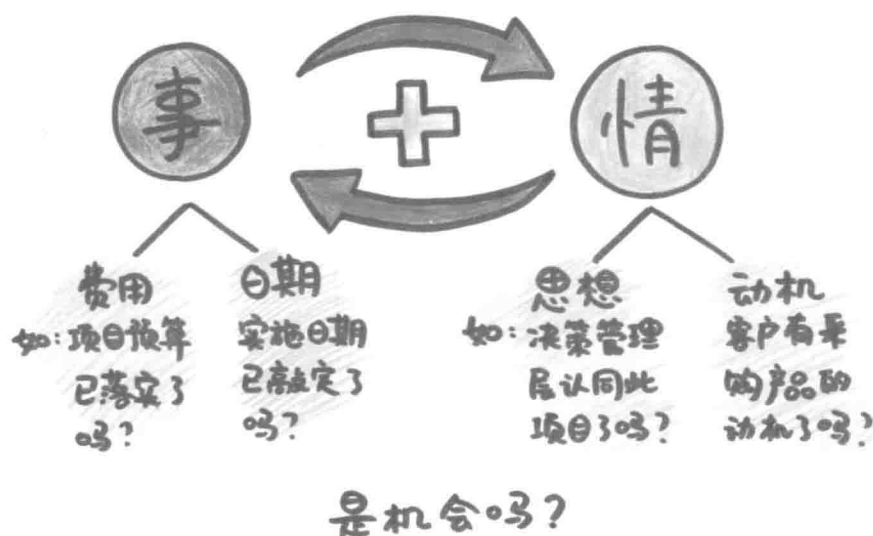 事
情
费用
如:项目预算
已落实了
吗?
日期
实施日期
已敲定了
吗?
思想
如:决策管理
层认同此
项目了吗?
动机
客户有采
购产品的
动机了吗?
是机会吗?